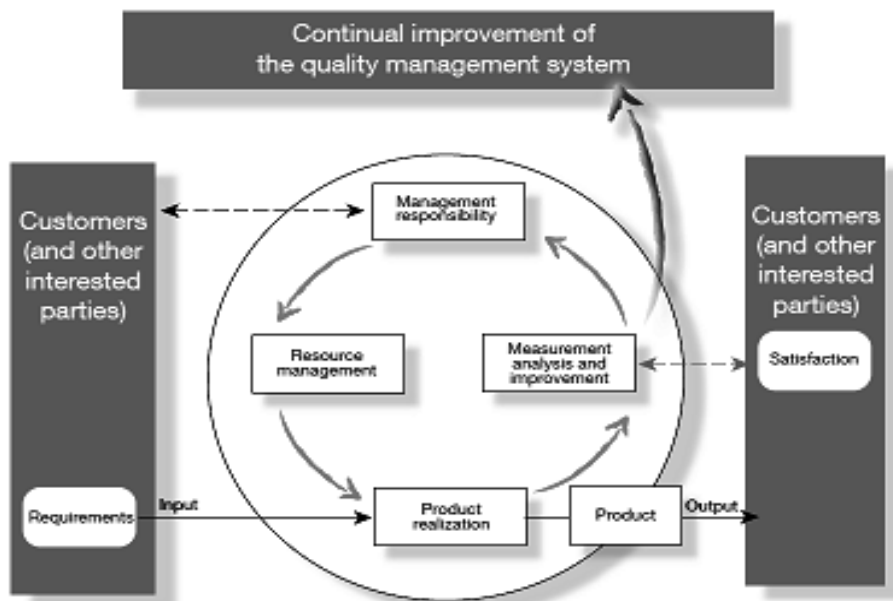 Continual improvement of
the quality management system
Customers
(and other
interested
parties)
Management
responsibility
Customers
(and other
interested
parties)
Resource
management
Measurement
analysis and
improvement
Satisfaction
Requirements
Input
Product
realization
Product
Output